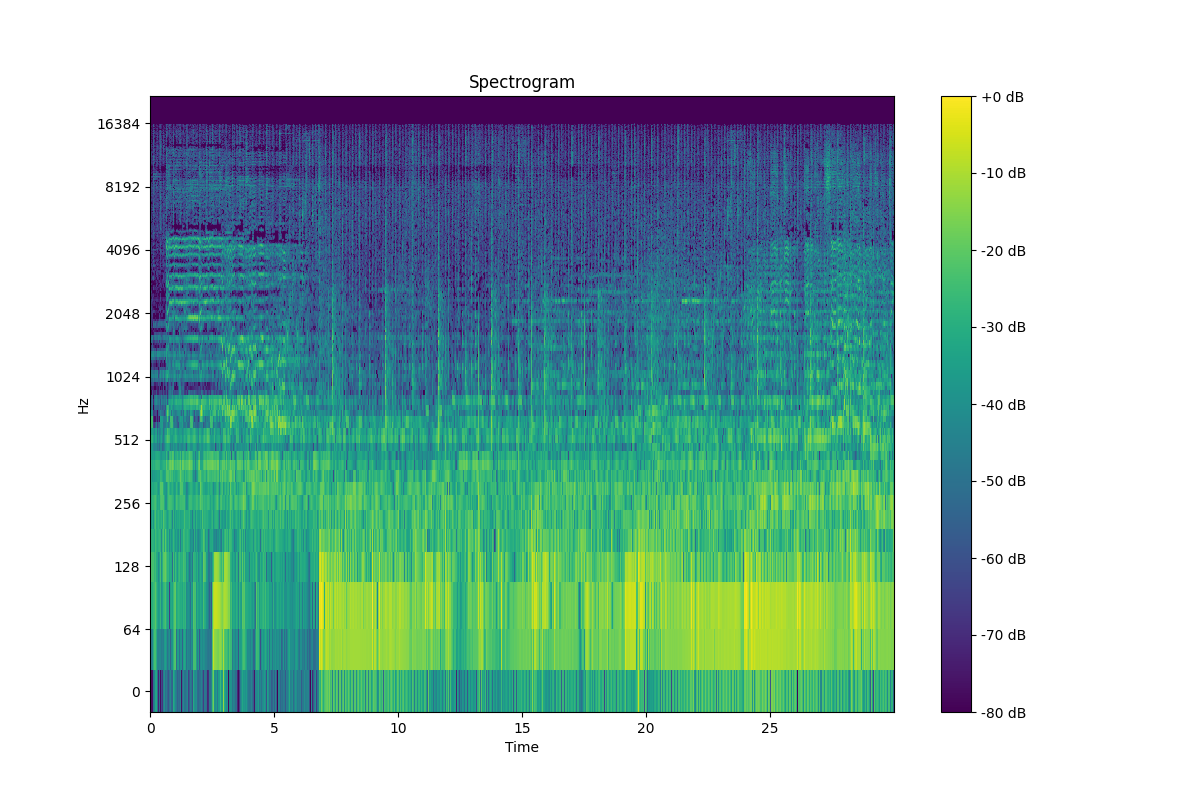 Spectrogram
Hz
16384
8192
4096
2048
1024
512
256
128
64
0
0 5 10 15 20 25
Time
+0 dB
-10 dB
-20 dB
-30 dB
-40 dB
-50 dB
-60 dB
-70 dB
-80 dB